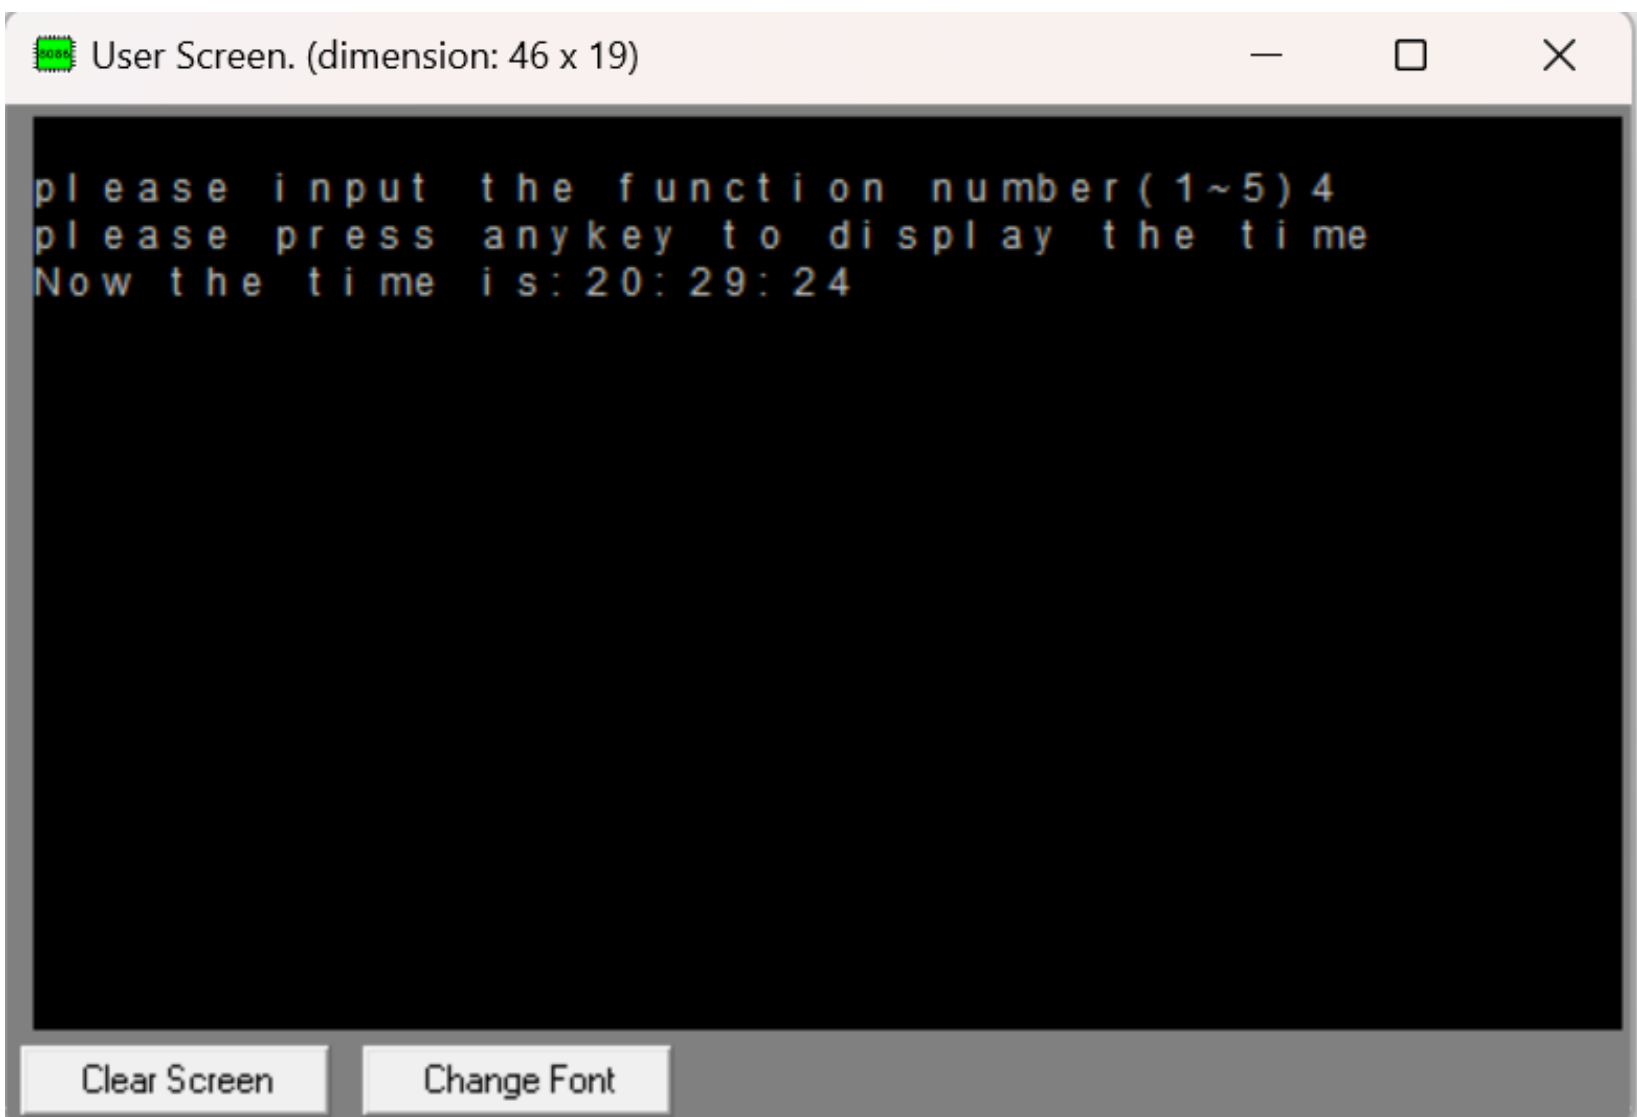 8086 User Screen. (dimension: 46 x 19)
please input the function number(1~5)4
please press anykey to display the time
Now the time is:20:29:24
Clear Screen
Change Font